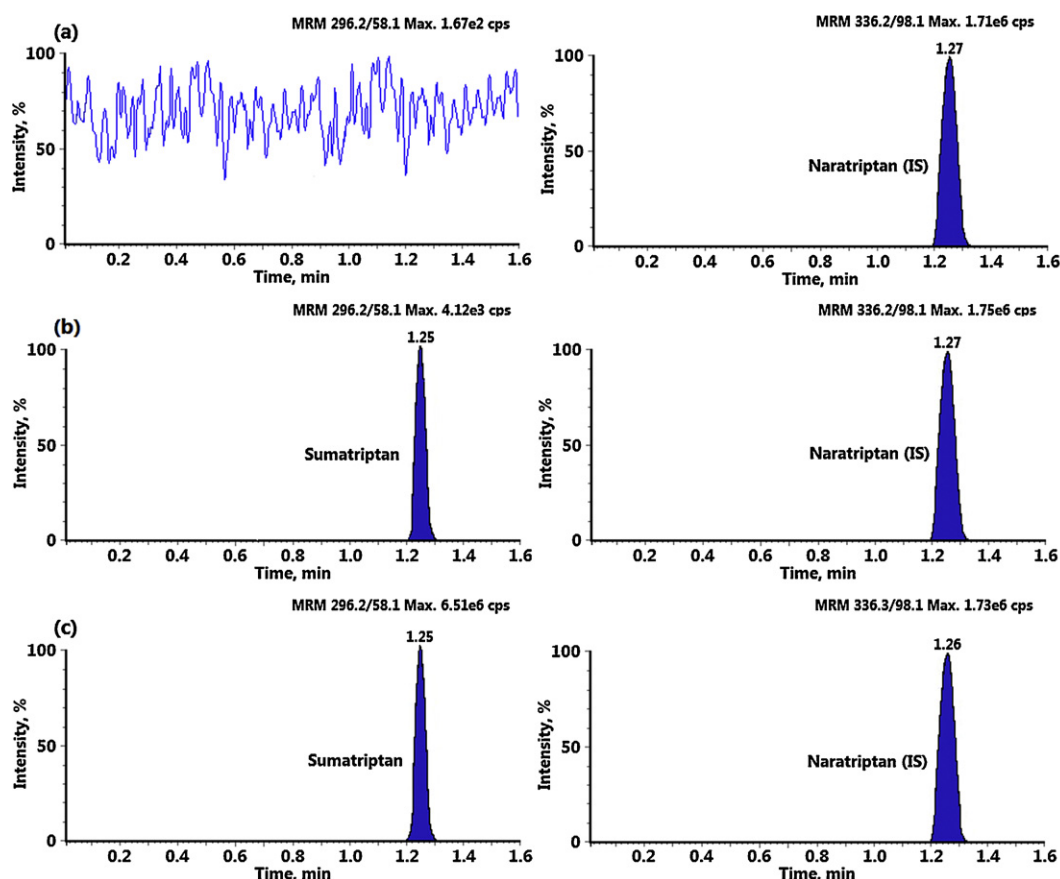 (a)
MRM 296.2/58.1 Max. 1.67e2 cps
Intensity, %
100
50
0
0.2 0.4 0.6 0.8 1.0 1.2 1.4 1.6
Time, min
MRM 336.2/98.1 Max. 1.71e6 cps
1.27
Intensity, %
100
50
0
Naratriptan (IS)
0.2 0.4 0.6 0.8 1.0 1.2 1.4 1.6
Time, min
(b)
MRM 296.2/58.1 Max. 4.12e3 cps
1.25
Intensity, %
100
50
0
Sumatriptan
0.2 0.4 0.6 0.8 1.0 1.2 1.4 1.6
Time, min
MRM 336.2/98.1 Max. 1.75e6 cps
1.27
Intensity, %
100
50
0
Naratriptan (IS)
0.2 0.4 0.6 0.8 1.0 1.2 1.4 1.6
Time, min
(c)
MRM 296.2/58.1 Max. 6.51e6 cps
1.25
Intensity, %
100
50
0
Sumatriptan
0.2 0.4 0.6 0.8 1.0 1.2 1.4 1.6
Time, min
MRM 336.3/98.1 Max. 1.73e6 cps
1.26
Intensity, %
100
50
0
Naratriptan (IS)
0.2 0.4 0.6 0.8 1.0 1.2 1.4 1.6
Time, min